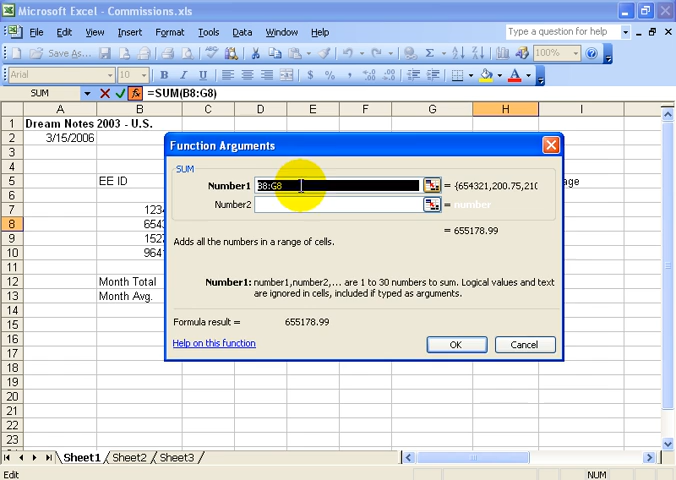 Microsoft Excel - Commissions.xls
File Edit View Insert Format Tools Data Window Help Type a question for help
Save As... 100%
Arial 10 B I U $ % ,
SUM =SUM(B8:G8)
A B C D E F G H I
1 Dream Notes 2003 - U.S.
2 3/15/2006
3
4
5 EE ID age
6
7 1234
8 6543
9 152
10 9641
11
12 Month Total
13 Month Avg.
14
15
16
17
18
19
20
21
22
23
Function Arguments
SUM
Number1 B8:G8 = {654321,200.75,210
Number2 = number
= 655178.99
Adds all the numbers in a range of cells.
Number1: number1,number2,... are 1 to 30 numbers to sum. Logical values and text
are ignored in cells, included if typed as arguments.
Formula result = 655178.99
Help on this function OK Cancel
Sheet1 Sheet2 Sheet3
Edit NUM